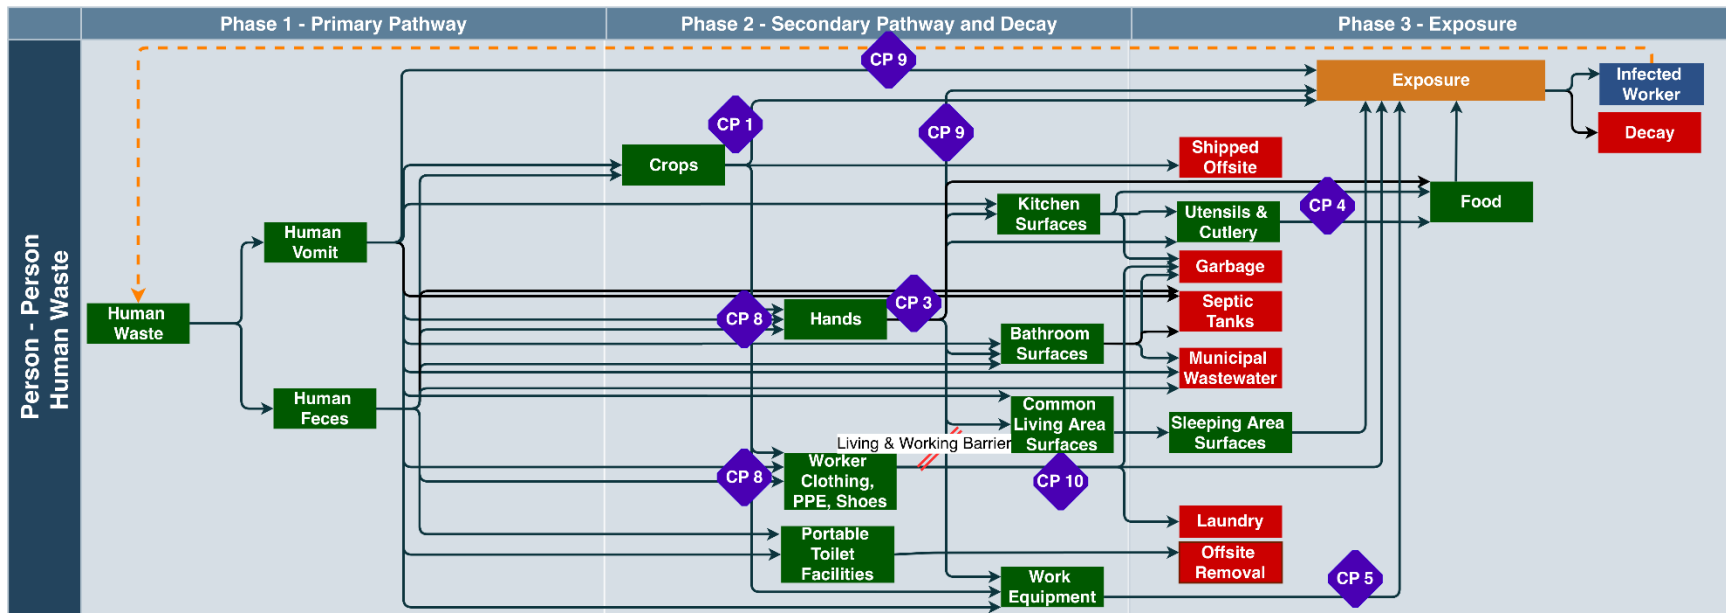 Phase 1 - Primary Pathway
Phase 2 - Secondary Pathway and Decay
Phase 3 - Exposure
Person - Person
Human Waste
CP 9
Exposure
Infected
Worker
CP 1
CP 9
Decay
Crops
Shipped
Offsite
Kitchen
Surfaces
Utensils &
Cutlery
CP 4
Food
Human
Vomit
Garbage
Human
Waste
CP 8
Hands
CP 3
Septic
Tanks
Bathroom
Surfaces
Municipal
Wastewater
Human
Feces
Common
Living Area
Surfaces
Sleeping Area
Surfaces
Living & Working Barrier
CP 8
Worker
Clothing,
PPE, Shoes
CP 10
Laundry
Portable
Toilet
Facilities
Offsite
Removal
Work
Equipment
CP 5